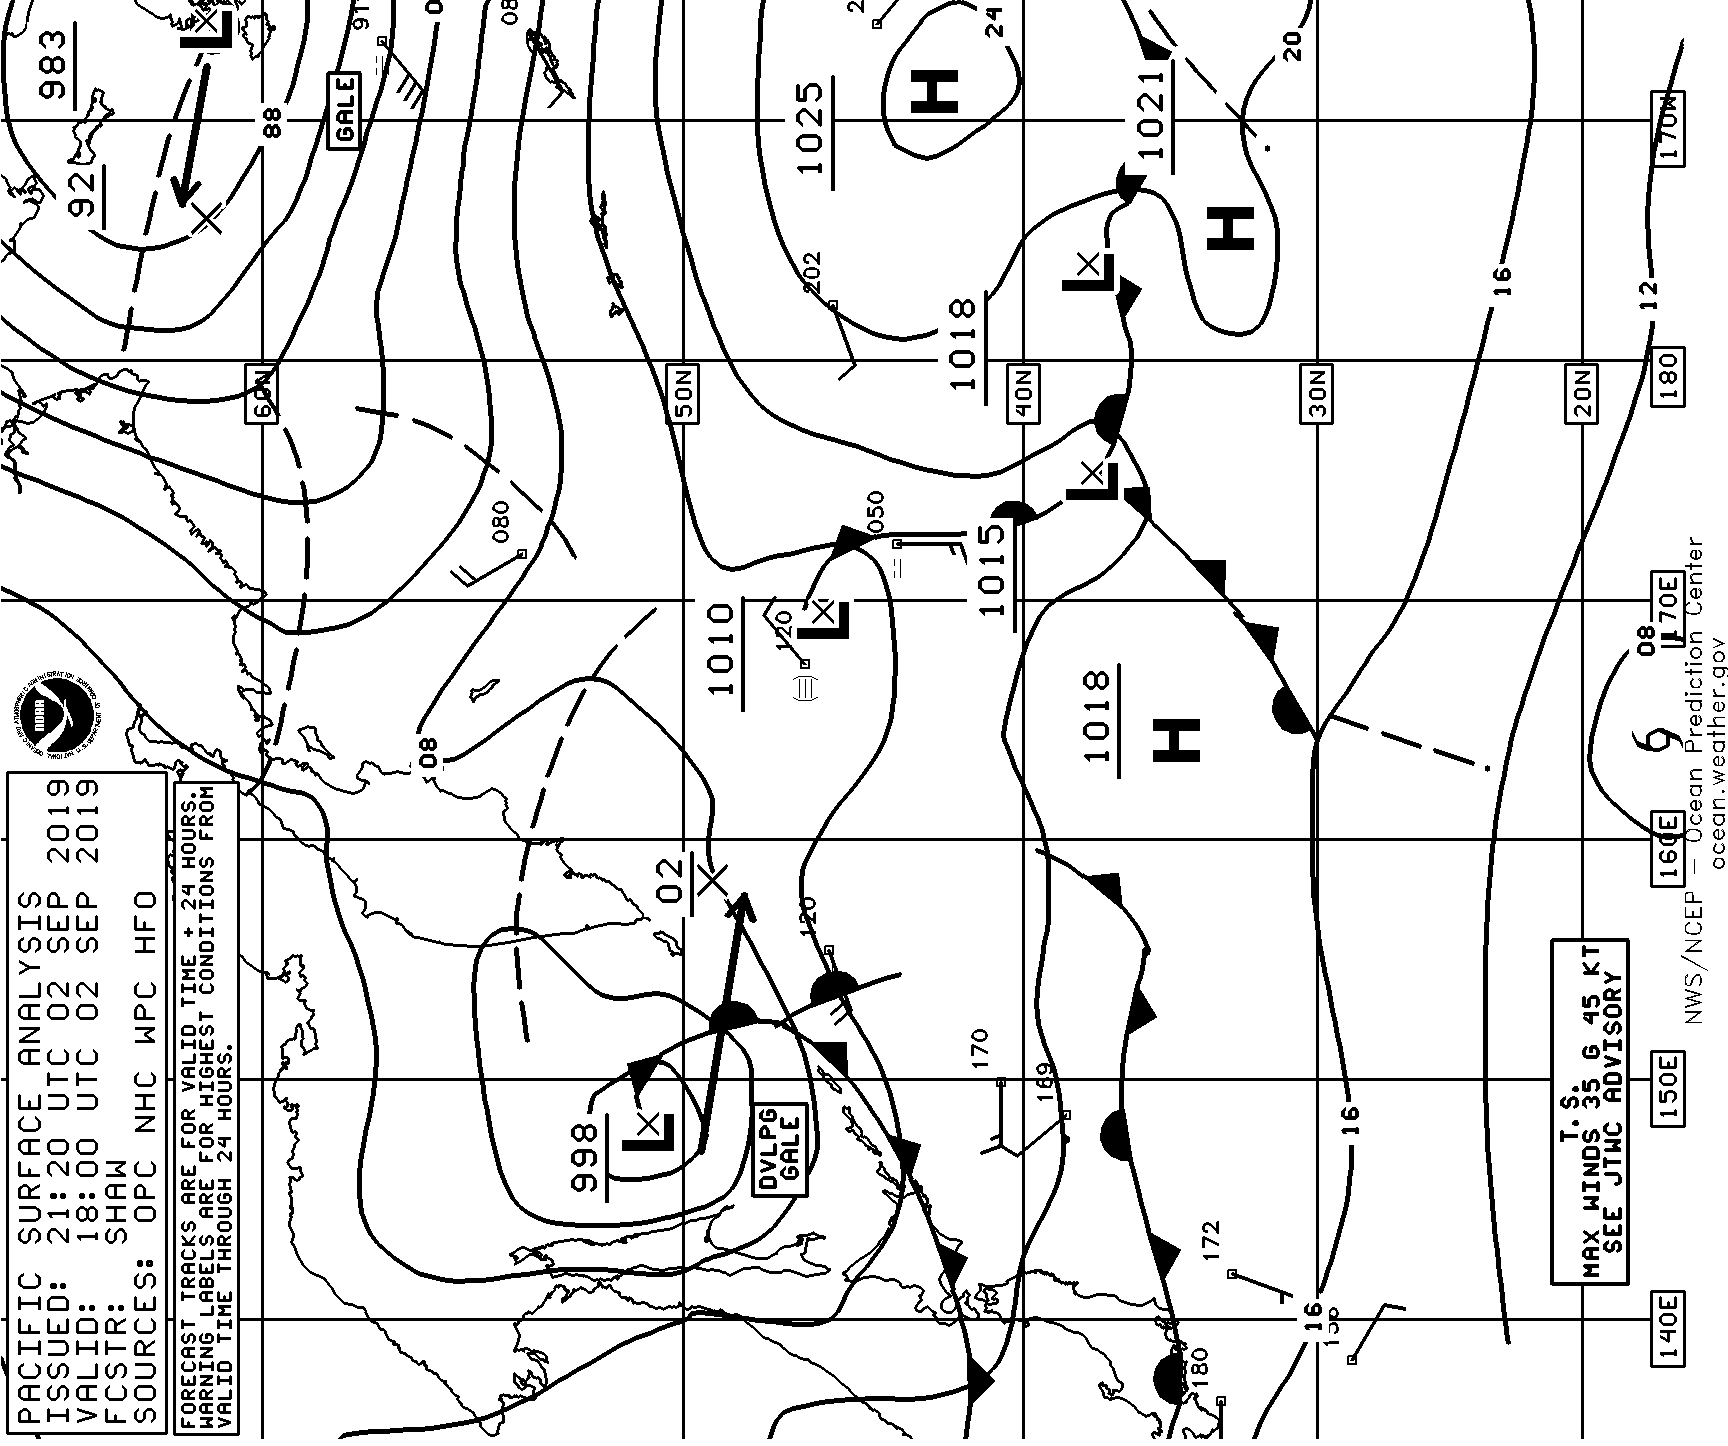 PACIFIC SURFACE ANALYSIS
ISSUED: 21:20 UTC 02 SEP 2019
VALID: 18:00 UTC 02 SEP 2019
FCSTR: SHAW
SOURCES: OPC NHC WPC HFO
FORECAST TRACKS ARE FOR VALID TIME + 24 HOURS.
WARNING LABELS ARE FOR HIGHEST CONDITIONS FROM
VALID TIME THROUGH 24 HOURS.
NOAA
983
L
92
88
GALE
60N
50N
40N
30N
20N
170W
180
170E
160E
150E
140E
1025
H
24
1021
H
20
202
1018
L
16
12
080
050
L
1015
1010
L
120
08
1018
H
08
02
120
998
L
DVLPG
GALE
170
169
172
180
16
16
T. S.
MAX WINDS 35 G 45 KT
SEE JTWC ADVISORY
NWS/NCEP – Ocean Prediction Center
ocean.weather.gov